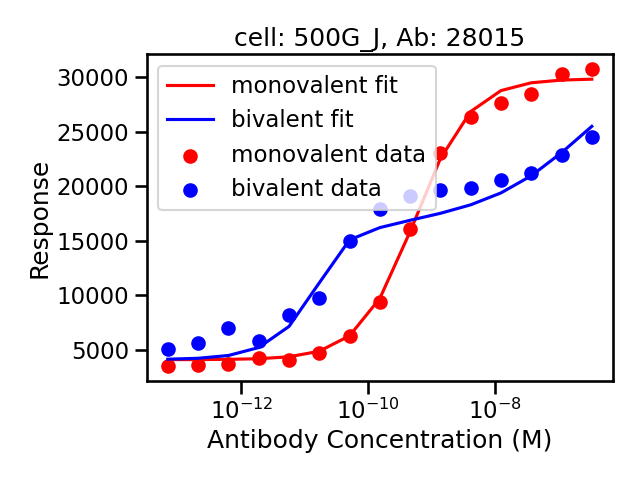 cell: 500G_J, Ab: 28015
monovalent fit
bivalent fit
monovalent data
bivalent data
Response
30000
25000
20000
15000
10000
5000
10⁻¹² 10⁻¹⁰ 10⁻⁸
Antibody Concentration (M)